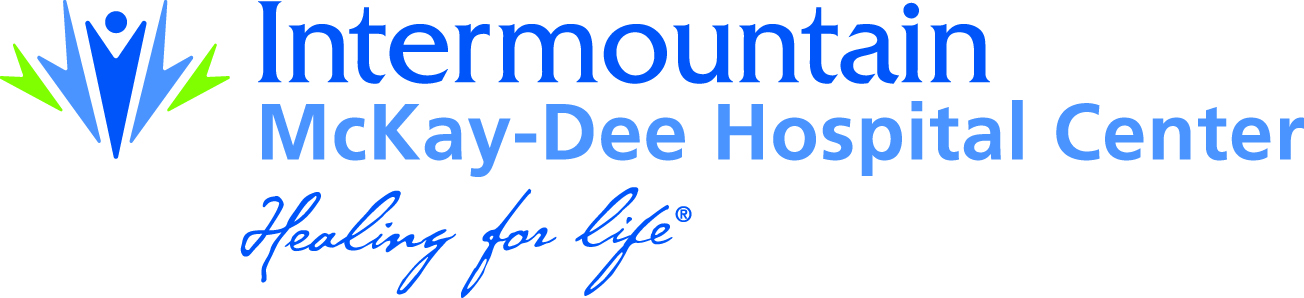 Intermountain
McKay-Dee Hospital Center
Healing for life®